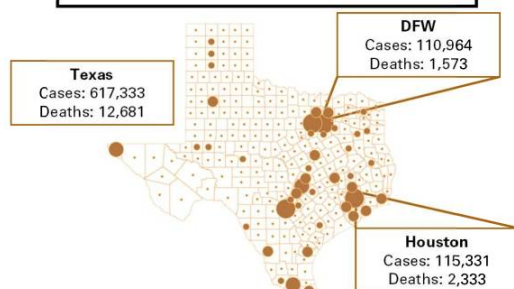 DFW
Cases: 110,964
Deaths: 1,573
Texas
Cases: 617,333
Deaths: 12,681
Houston
Cases: 115,331
Deaths: 2,333